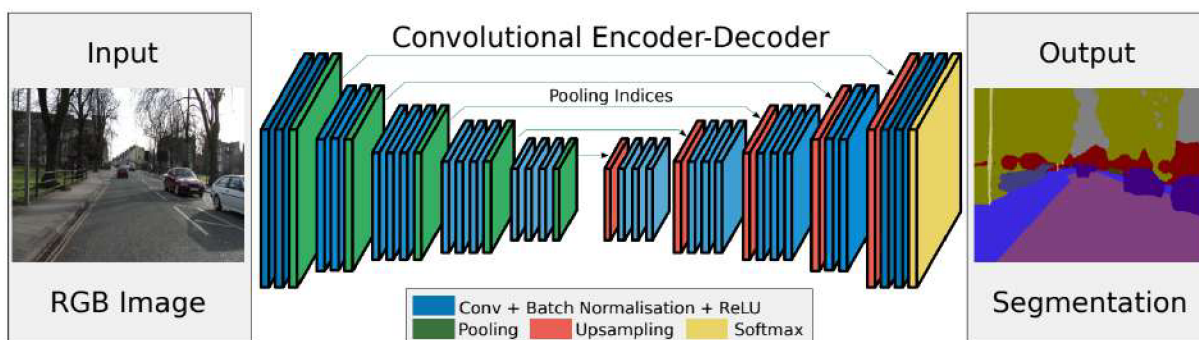 Input
RGB Image
Convolutional Encoder-Decoder
Pooling Indices
Conv + Batch Normalisation + ReLU
Pooling Upsampling Softmax
Output
Segmentation